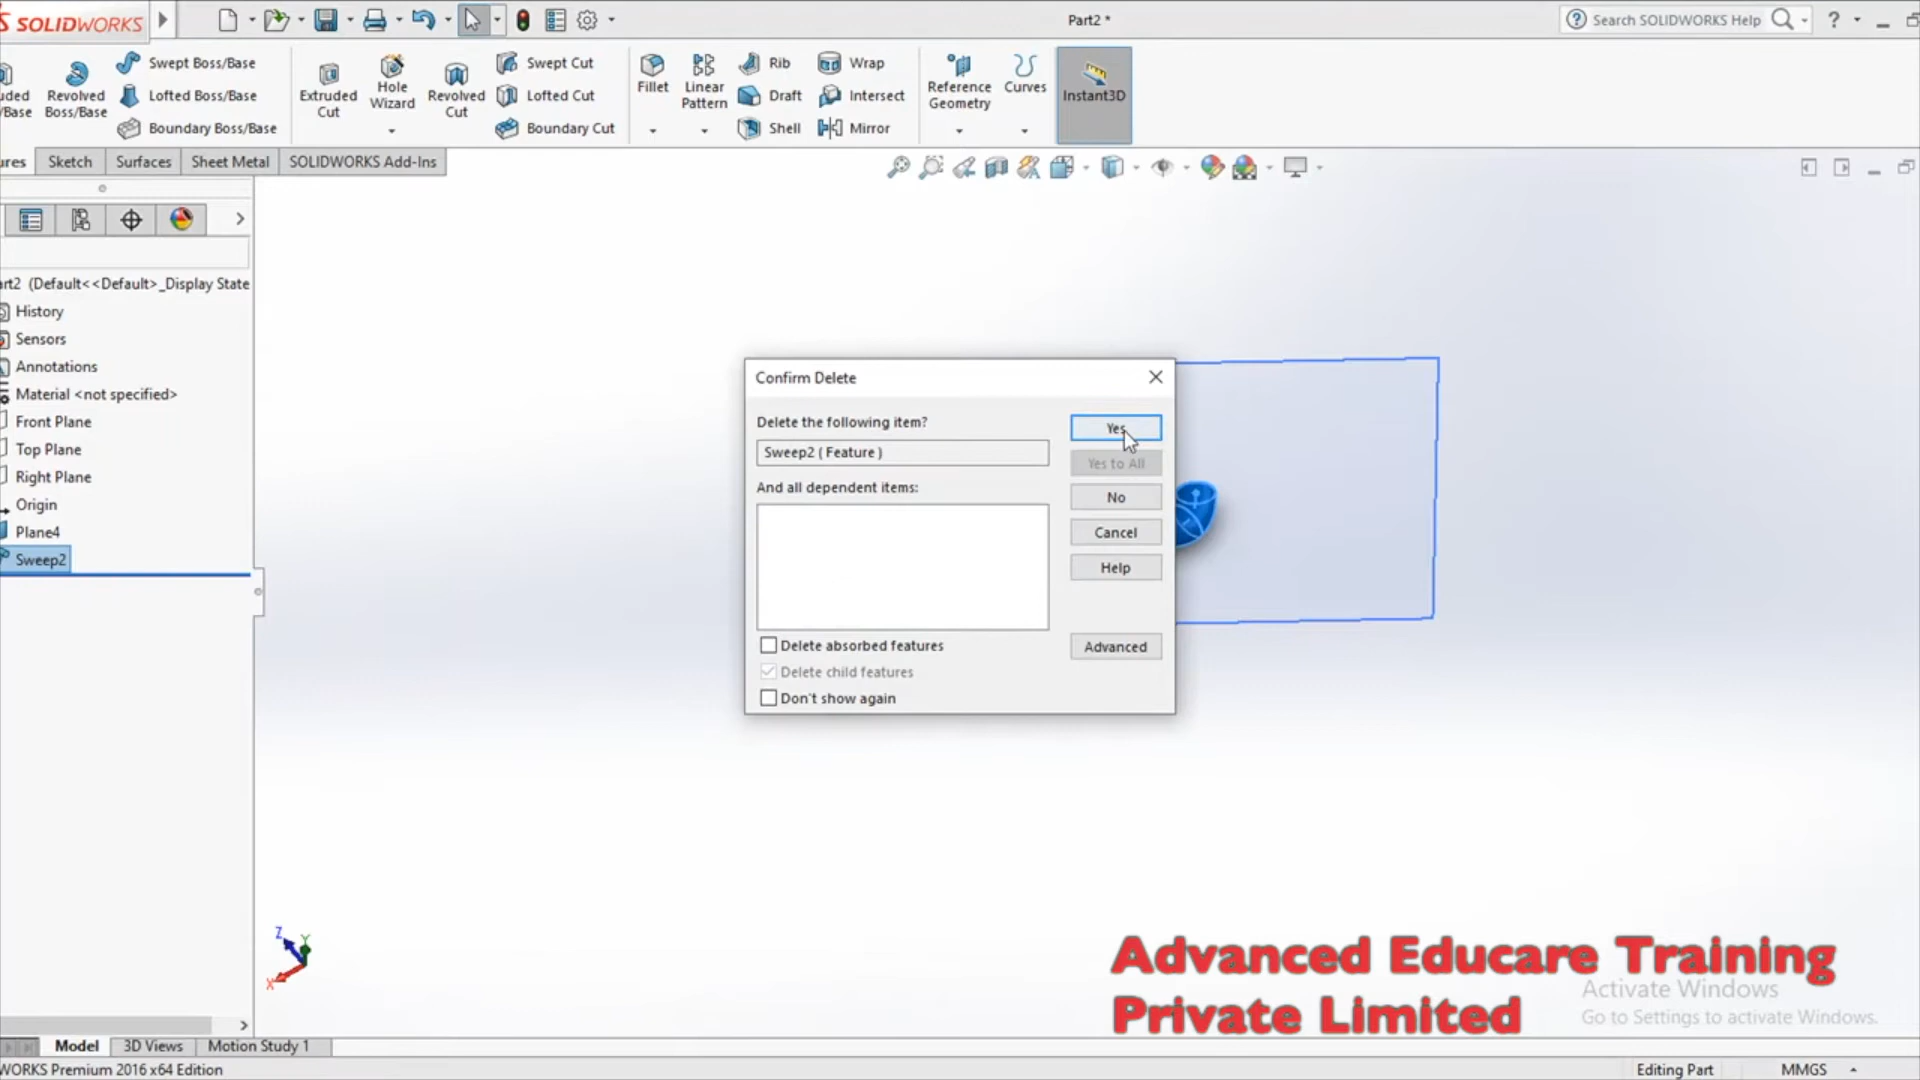 SOLIDWORKS
Part2 *
Search SOLIDWORKS Help
?
uded
/Base
Revolved
Boss/Base
Swept Boss/Base
Lofted Boss/Base
Boundary Boss/Base
Extruded
Cut
Hole
Wizard
Revolved
Cut
Swept Cut
Lofted Cut
Boundary Cut
Fillet
Linear
Pattern
Rib
Draft
Shell
Wrap
Intersect
Mirror
Reference
Geometry
Curves
Instant3D
ures
Sketch
Surfaces
Sheet Metal
SOLIDWORKS Add-Ins
art2 (Default<<Default>_Display State
History
Sensors
Annotations
Material <not specified>
Front Plane
Top Plane
Right Plane
Origin
Plane4
Sweep2
Confirm Delete
Delete the following item?
Sweep2 ( Feature )
And all dependent items:
Delete absorbed features
Delete child features
Don't show again
Yes
Yes to All
No
Cancel
Help
Advanced
Z
Y
X
Advanced Educare Training
Private Limited
Activate Windows
Go to Settings to activate Windows.
Model
3D Views
Motion Study 1
WORKS Premium 2016 x64 Edition
Editing Part
MMGS